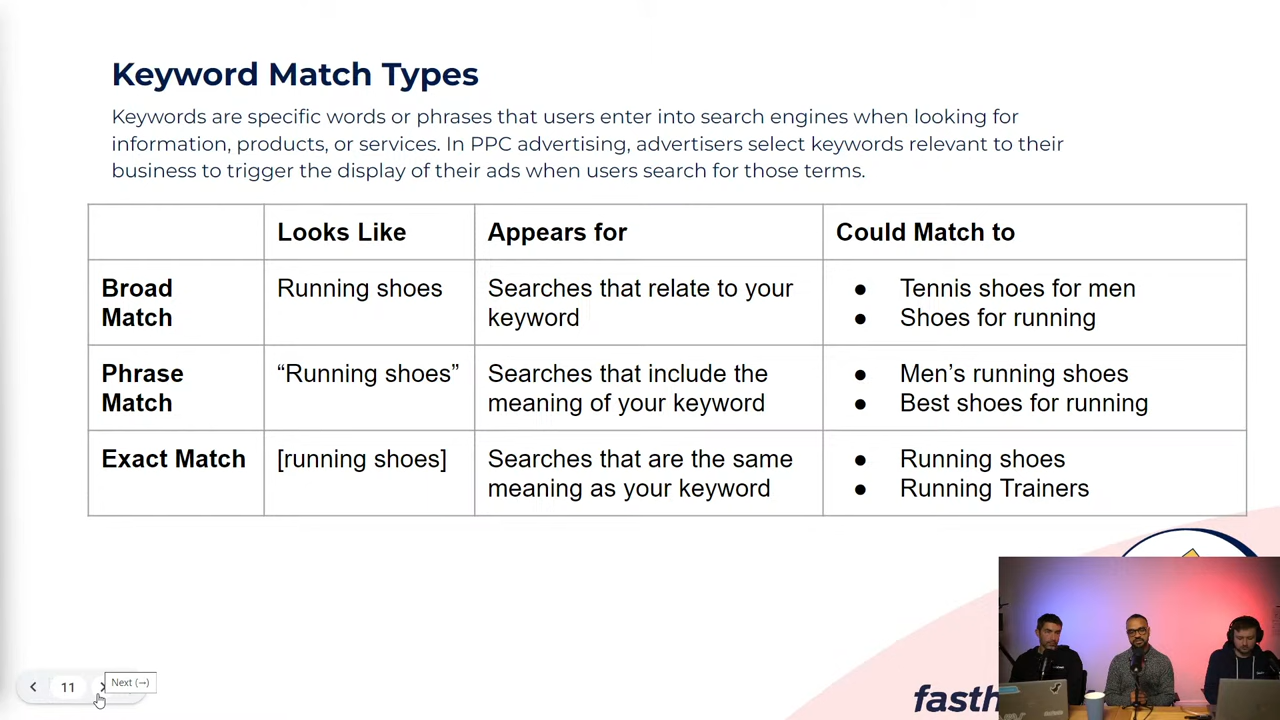 Keyword Match Types
Keywords are specific words or phrases that users enter into search engines when looking for
information, products, or services. In PPC advertising, advertisers select keywords relevant to their
business to trigger the display of their ads when users search for those terms.
Looks Like
Appears for
Could Match to
Broad
Match
Running shoes
Searches that relate to your
keyword
● Tennis shoes for men
● Shoes for running
Phrase
Match
“Running shoes”
Searches that include the
meaning of your keyword
● Men’s running shoes
● Best shoes for running
Exact Match
[running shoes]
Searches that are the same
meaning as your keyword
● Running shoes
● Running Trainers
fasth
11
Next (→)